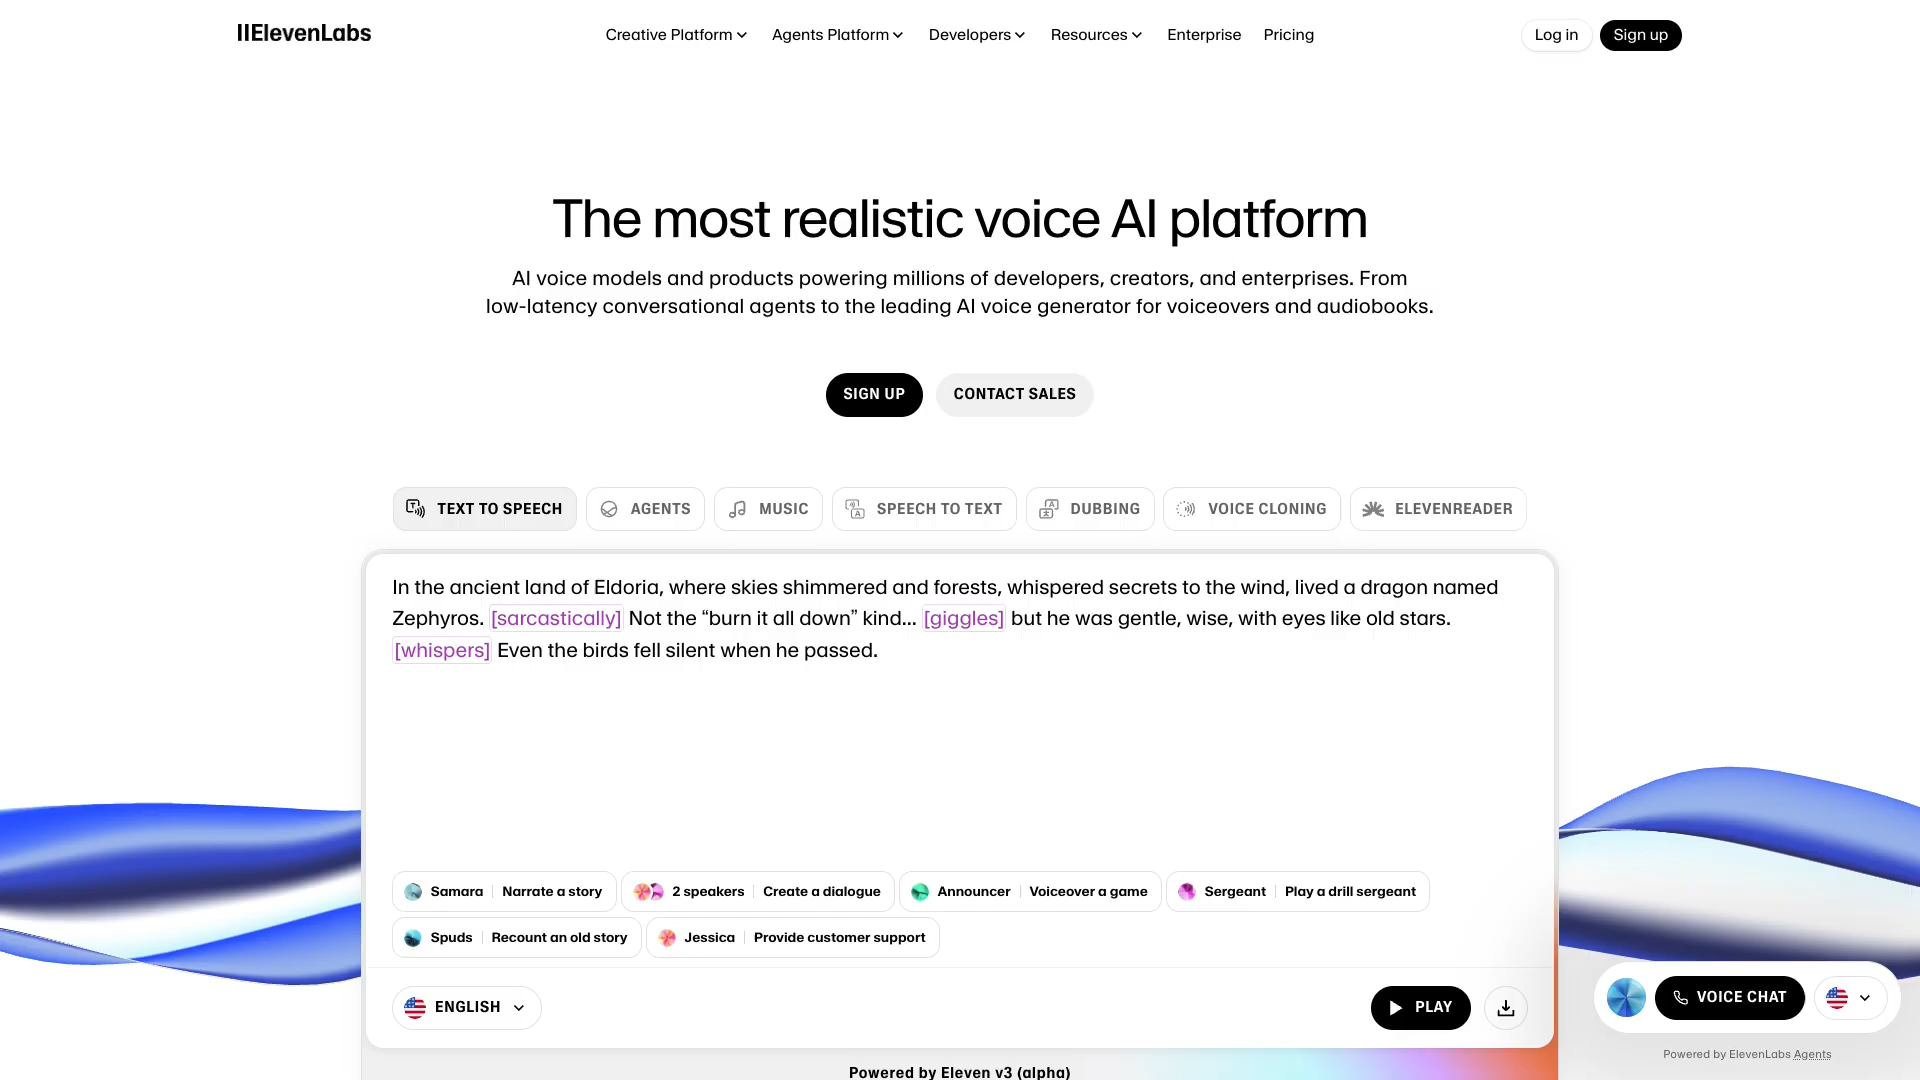 IIElevenLabs
Creative Platform
Agents Platform
Developers
Resources
Enterprise
Pricing
Log in
Sign up
The most realistic voice AI platform
AI voice models and products powering millions of developers, creators, and enterprises. From
low-latency conversational agents to the leading AI voice generator for voiceovers and audiobooks.
SIGN UP
CONTACT SALES
TEXT TO SPEECH
AGENTS
MUSIC
SPEECH TO TEXT
DUBBING
VOICE CLONING
ELEVENREADER
In the ancient land of Eldoria, where skies shimmered and forests, whispered secrets to the wind, lived a dragon named
Zephyros. [sarcastically] Not the “burn it all down” kind... [giggles] but he was gentle, wise, with eyes like old stars.
[whispers] Even the birds fell silent when he passed.
Samara | Narrate a story
2 speakers | Create a dialogue
Announcer | Voiceover a game
Sergeant | Play a drill sergeant
Spuds | Recount an old story
Jessica | Provide customer support
ENGLISH
PLAY
VOICE CHAT
Powered by ElevenLabs Agents
Powered by Eleven v3 (alpha)